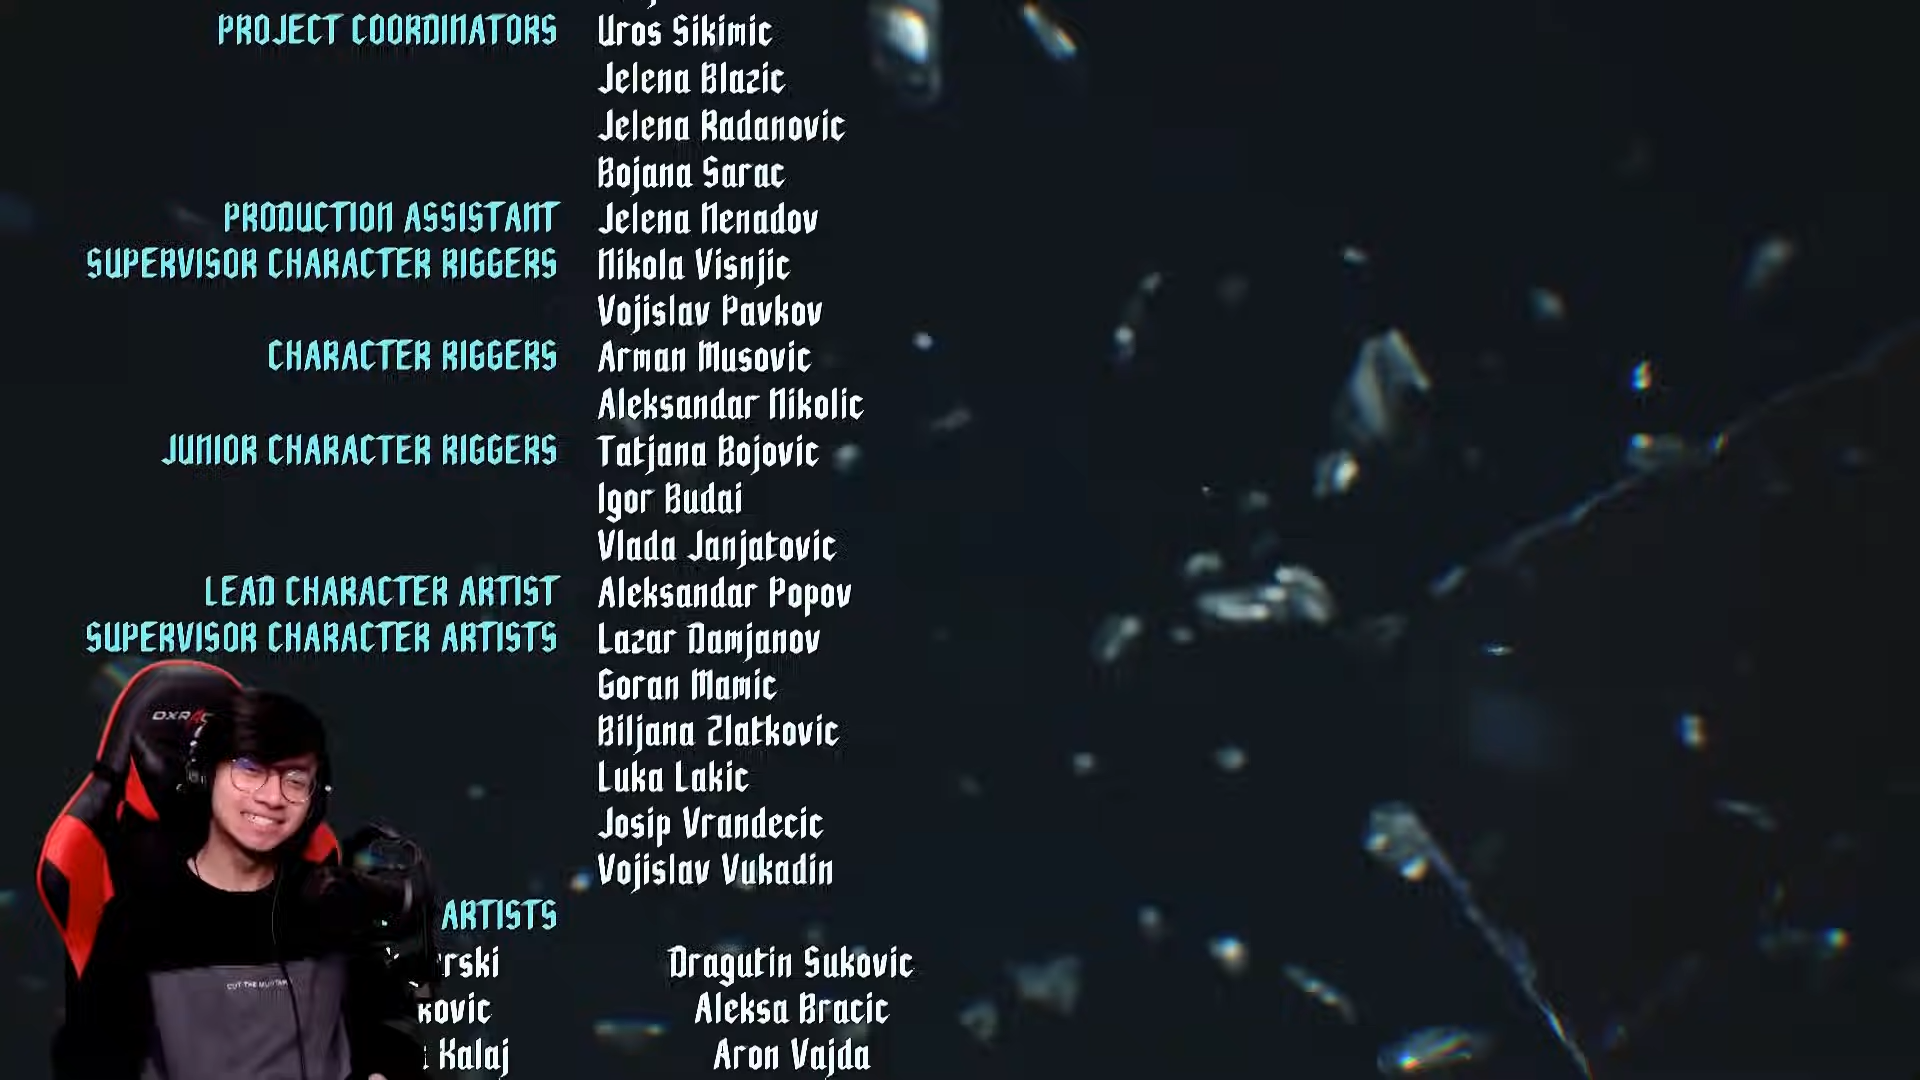 PROJECT COORDINATORS Uros Sikimic
Jelena Blazic
Jelena Radanovic
Bojana Sarac
PRODUCTION ASSISTANT Jelena Nenadov
SUPERVISOR CHARACTER RIGGERS Nikola Visnjic
Vojislav Pavkov
CHARACTER RIGGERS Arman Musovic
Aleksandar Nikolic
JUNIOR CHARACTER RIGGERS Tatjana Bojovic
Igor Budai
Vlada Janjatovic
LEAD CHARACTER ARTIST Aleksandar Popov
SUPERVISOR CHARACTER ARTISTS Lazar Damjanov
Goran Mamic
Biljana Zlatkovic
Luka Lakic
Josip Vrandecic
Vojislav Vukadin
ARTISTS
Dragutin Sukovic
Aleksa Bracic
Kalaj Aron Vajda